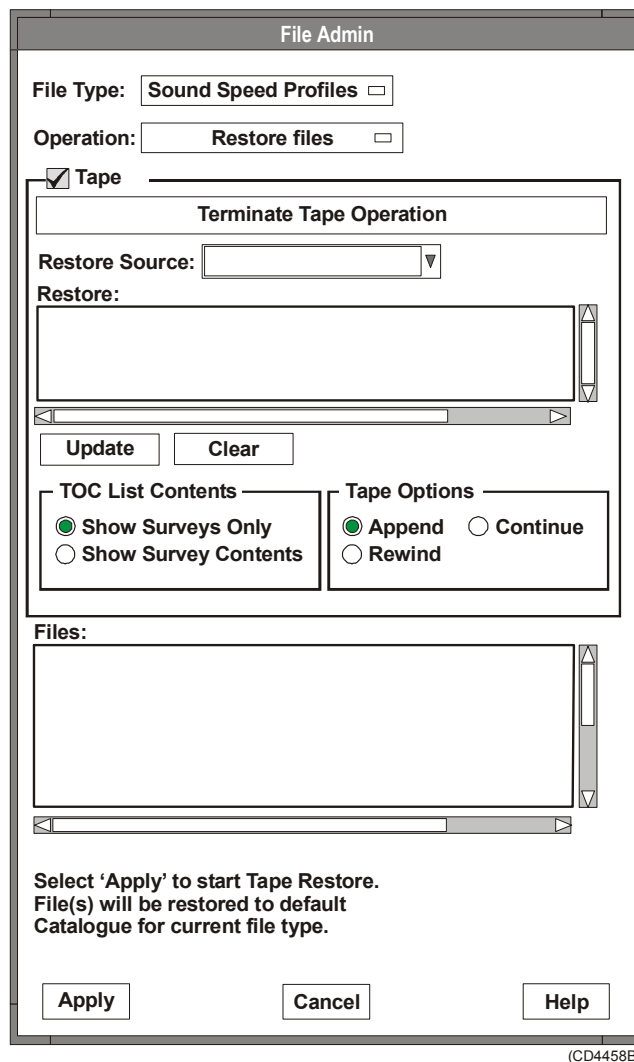 File Admin
File Type: Sound Speed Profiles
Operation: Restore files
Tape
Terminate Tape Operation
Restore Source:
Restore:
Update Clear
TOC List Contents
Show Surveys Only
Show Survey Contents
Tape Options
Append Continue
Rewind
Files:
Select ‘Apply’ to start Tape Restore.
File(s) will be restored to default
Catalogue for current file type.
Apply Cancel Help
(CD4458B